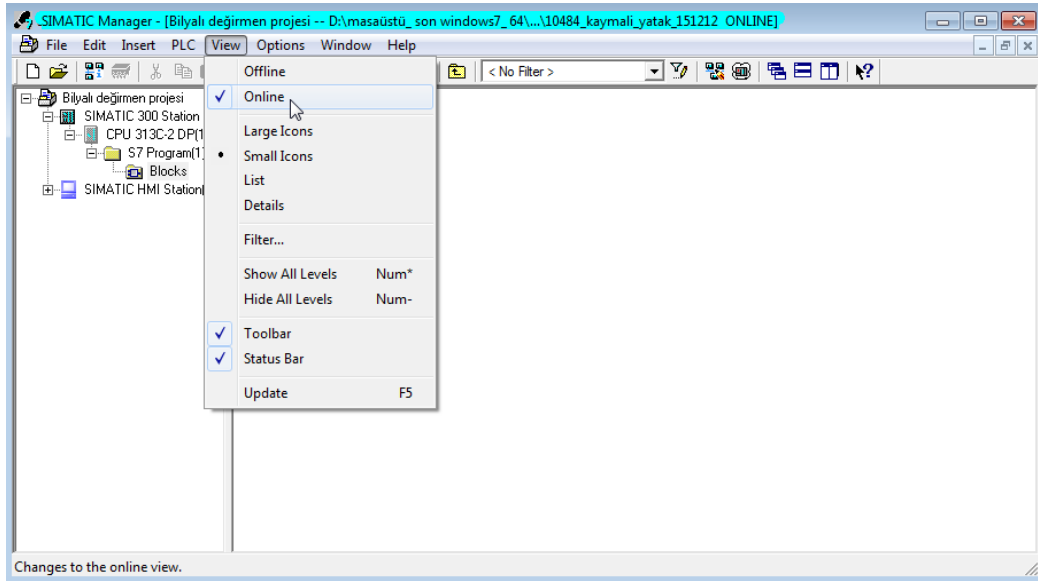 SIMATIC Manager - [Bilyalı değirmen projesi -- D:\masaüstü_ son windows7_ 64\...\10484_kaymali_yatak_151212 ONLINE]
File Edit Insert PLC View Options Window Help
< No Filter >
Offline
Online
Large Icons
Small Icons
List
Details
Filter...
Show All Levels Num*
Hide All Levels Num-
Toolbar
Status Bar
Update F5
Bilyalı değirmen projesi
SIMATIC 300 Station
CPU 313C-2 DP(1
S7 Program(1
Blocks
SIMATIC HMI Station(
Changes to the online view.